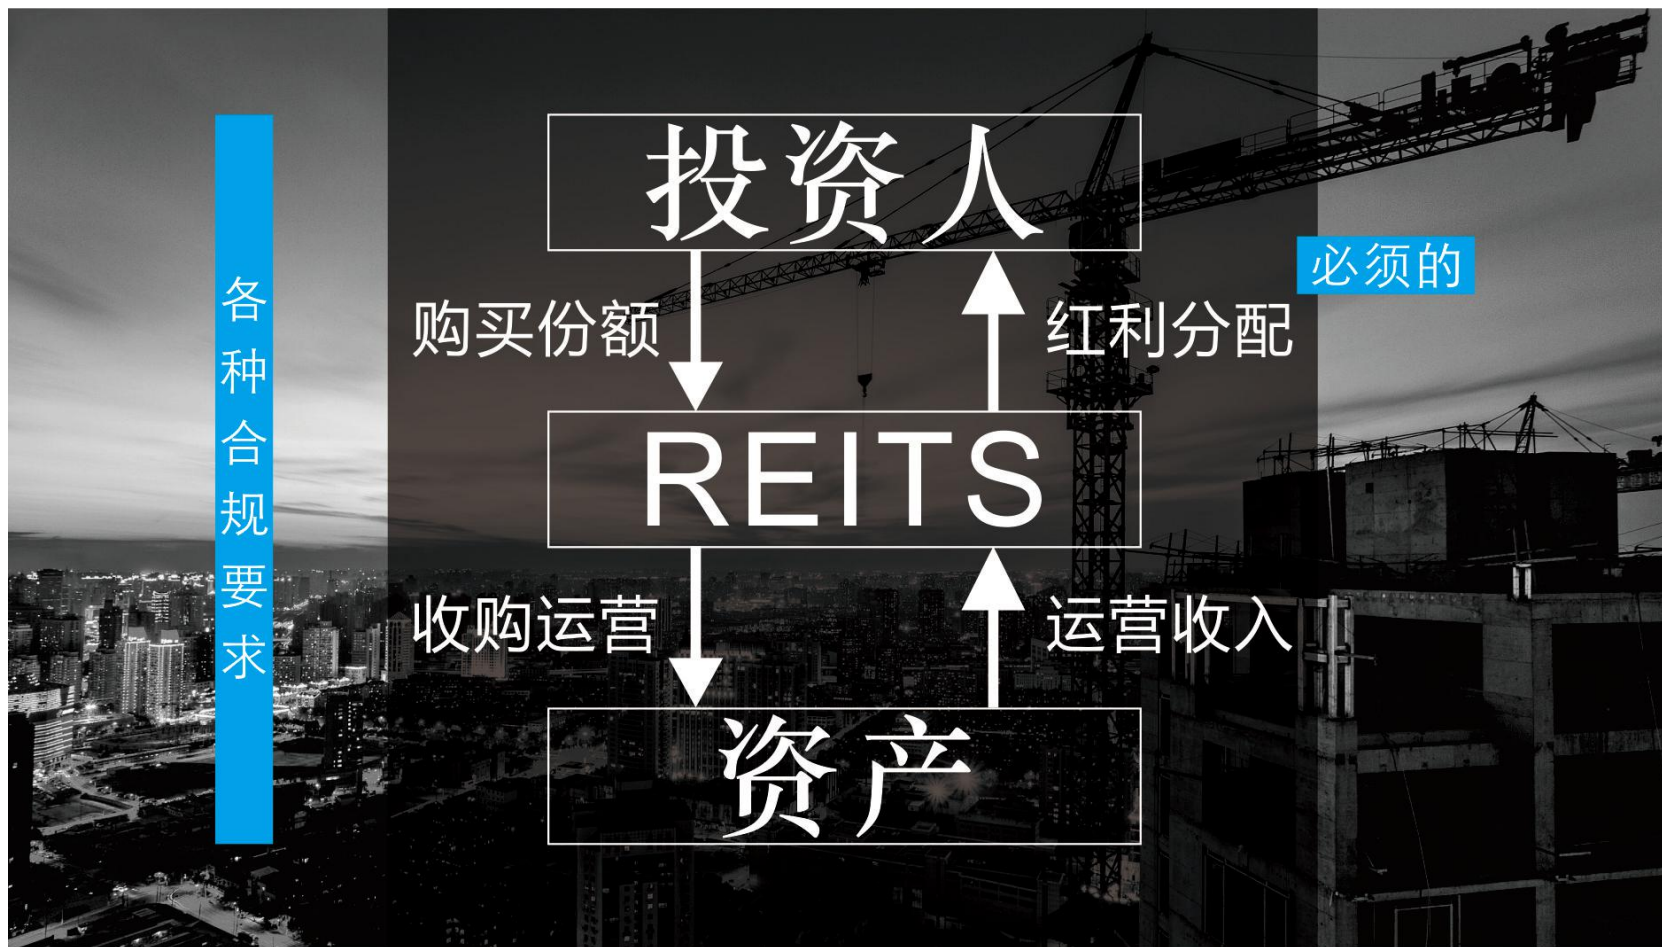 投资人
必须的
购买份额
红利分配
各种合规要求
REITS
收购运营
运营收入
资产